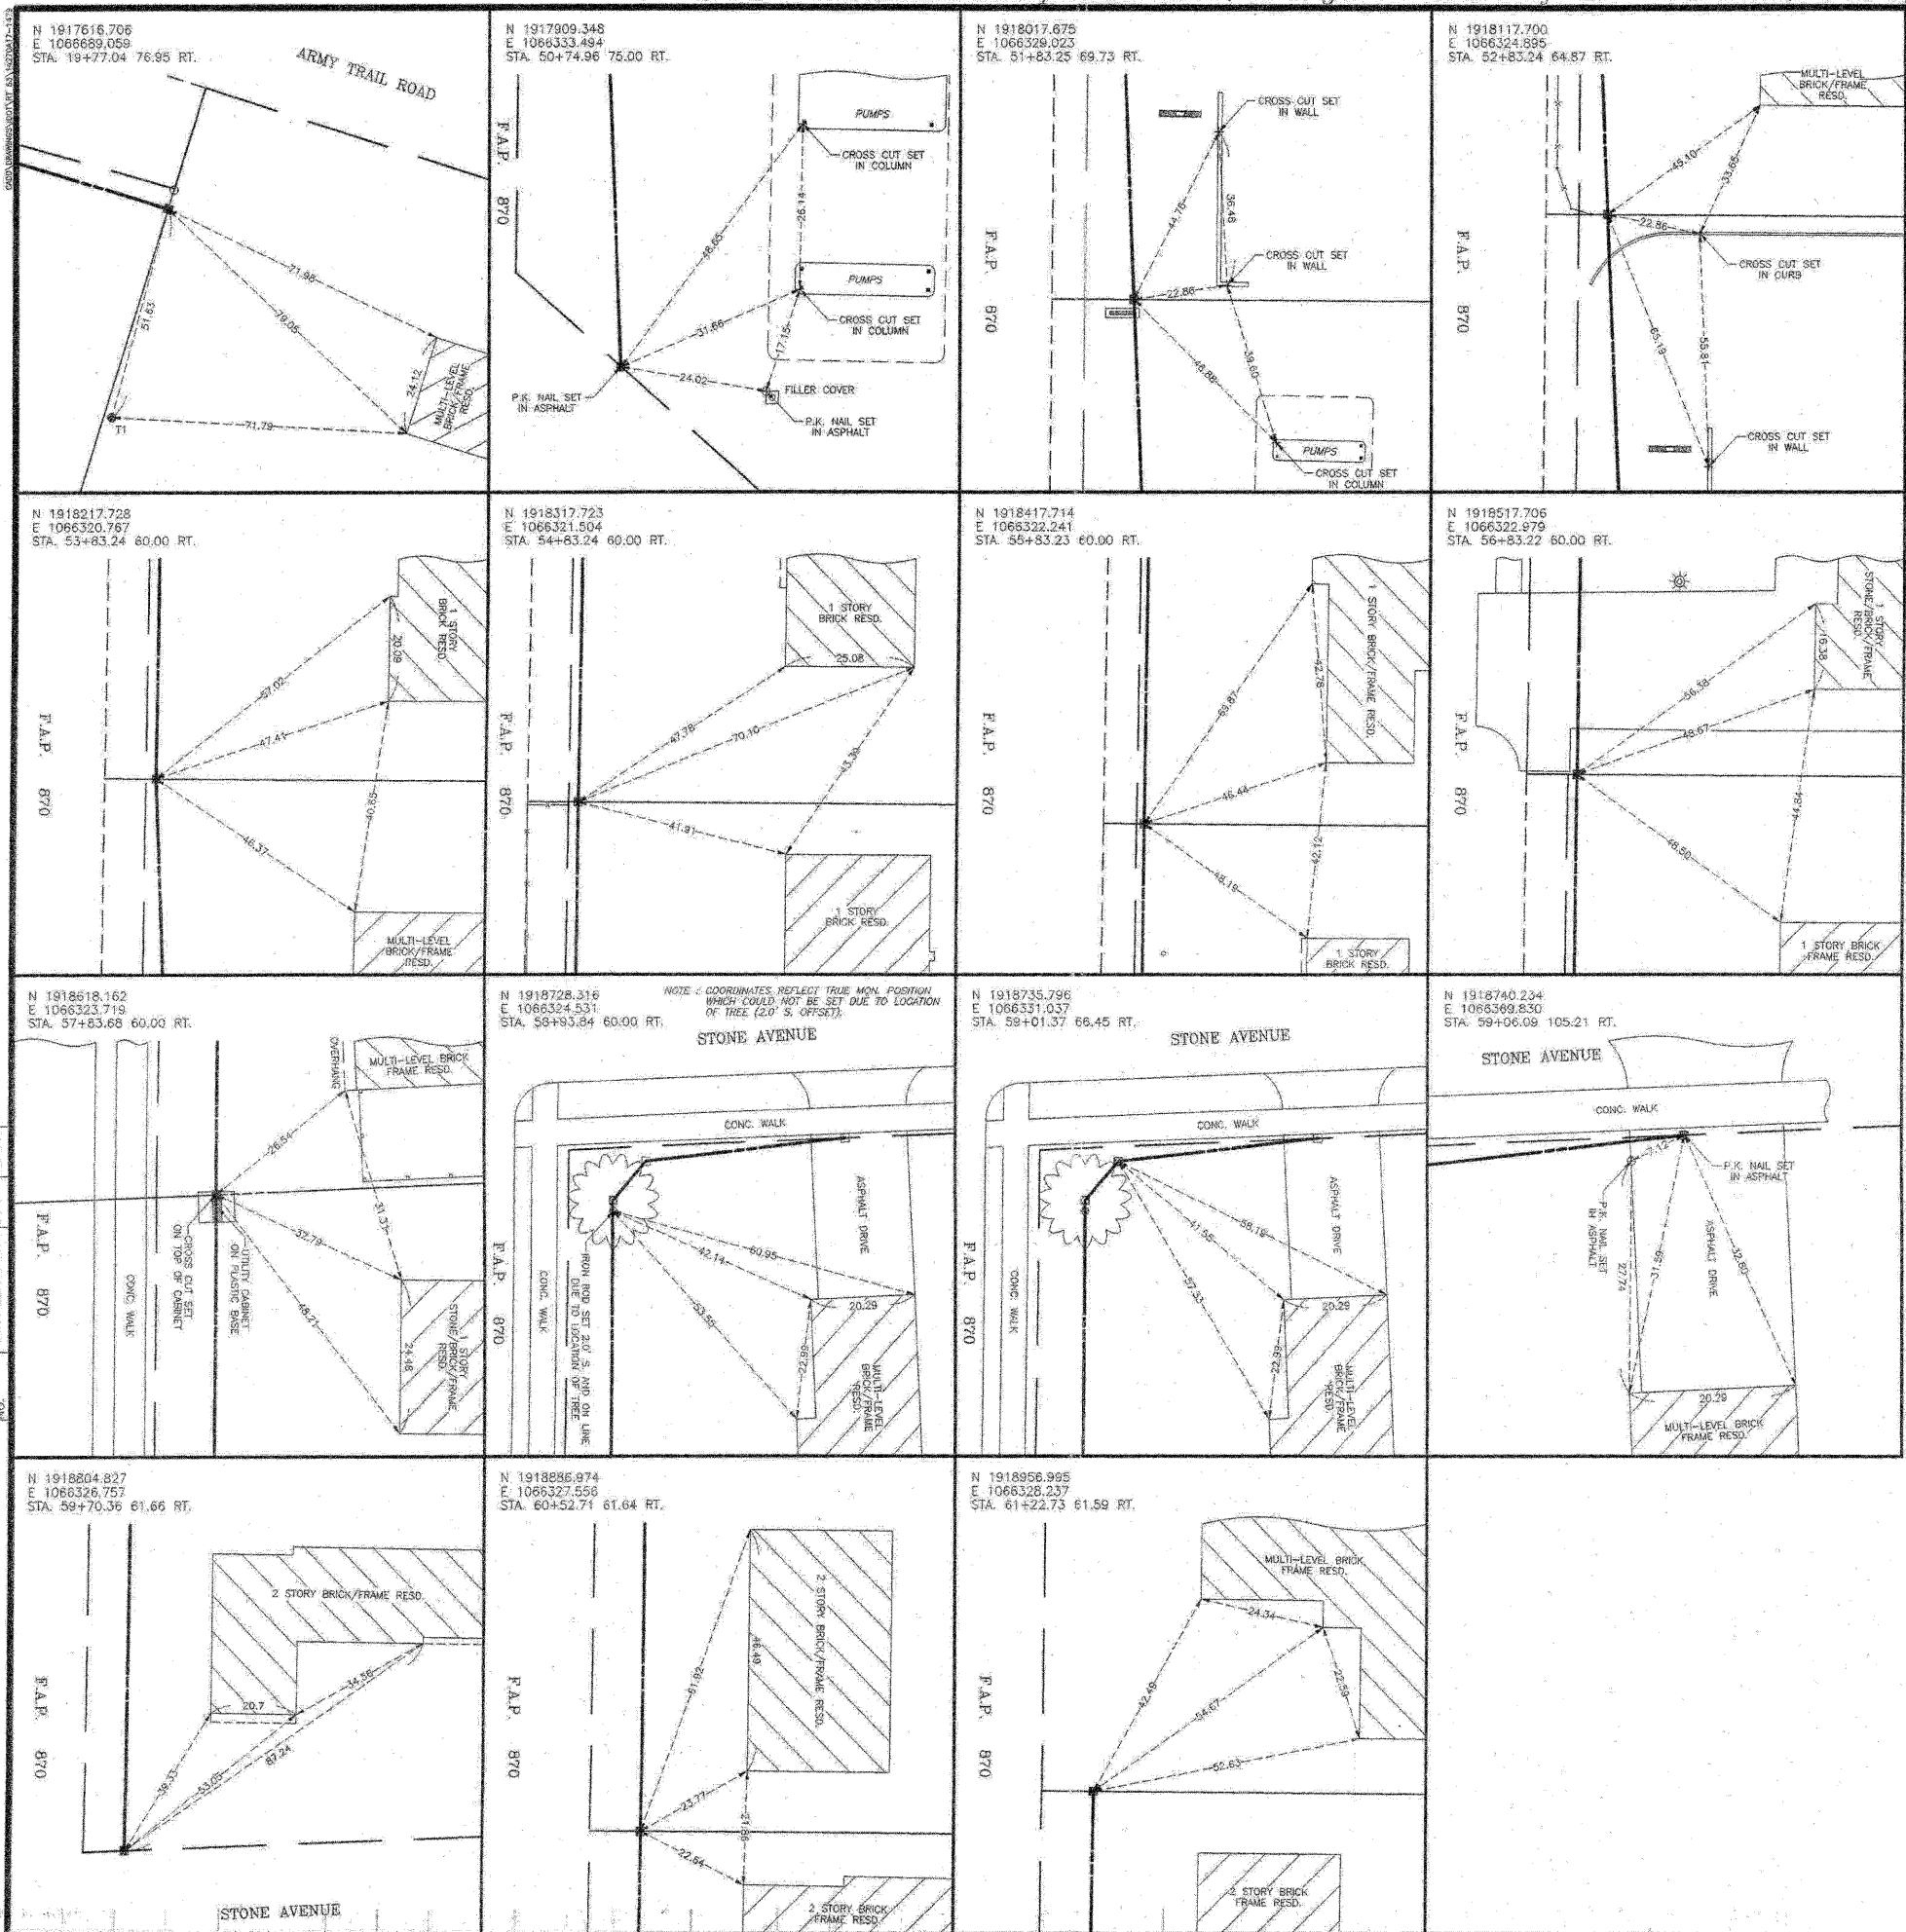 N 1917616.706
E 1066689.059
STA. 19+77.04 76.95 RT.
ARMY TRAIL ROAD
71.98
79.05
51.63
24.12
MULTI-LEVEL
BRICK/FRAME
RESD.
T1
71.79
N 1917909.348
E 1066333.494
STA. 50+74.96 75.00 RT.
F.A.P. 870
PUMPS
CROSS CUT SET
IN COLUMN
48.65
26.14
PUMPS
CROSS CUT SET
IN COLUMN
31.66
17.15
24.02
FILLER COVER
P.K. NAIL SET
IN ASPHALT
P.K. NAIL SET
IN ASPHALT
N 1918017.675
E 1066329.023
STA. 51+83.25 69.73 RT.
CROSS CUT SET
IN WALL
44.76
36.48
F.A.P. 870
CROSS CUT SET
IN WALL
22.86
39.60
46.88
PUMPS
CROSS CUT SET
IN COLUMN
N 1918117.700
E 1066324.895
STA. 52+83.24 64.87 RT.
MULTI-LEVEL
BRICK/FRAME
RESD.
45.10
33.65
22.86
F.A.P. 870
CROSS CUT SET
IN CURB
65.19
55.81
CROSS CUT SET
IN WALL
N 1918217.728
E 1066320.767
STA. 53+83.24 60.00 RT.
1 STORY
BRICK RESD.
20.09
57.02
47.41
F.A.P. 870
40.65
46.37
MULTI-LEVEL
BRICK/FRAME
RESD.
N 1918317.723
E 1066321.504
STA. 54+83.24 60.00 RT.
1 STORY
BRICK RESD.
25.08
47.78
70.10
43.39
F.A.P. 870
41.91
1 STORY
BRICK RESD.
N 1918417.714
E 1066322.241
STA. 55+83.23 60.00 RT.
1 STORY BRICK/FRAME RESD.
69.87
42.78
46.44
F.A.P. 870
42.12
48.19
1 STORY
BRICK RESD.
N 1918517.706
E 1066322.979
STA. 56+83.22 60.00 RT.
1 STORY
STONE/BRICK/FRAME
RESD.
16.38
56.38
48.67
F.A.P. 870
44.84
48.50
1 STORY BRICK
FRAME RESD.
N 1918618.162
E 1066323.719
STA. 57+83.68 60.00 RT.
OVERHANG
MULTI-LEVEL BRICK
FRAME RESD.
26.54
31.33
F.A.P. 870
CONC. WALK
CROSS CUT SET
ON TOP OF CABINET
UTILITY CABINET
ON PLASTIC BASE
32.79
48.21
24.48
1 STORY
STONE/BRICK/FRAME
RESD.
N 1918728.316
E 1066324.531
STA. 58+93.84 60.00 RT.
NOTE : COORDINATES REFLECT TRUE MON. POSITION
WHICH COULD NOT BE SET DUE TO LOCATION
OF TREE (2.0' S. OFFSET).
STONE AVENUE
CONC. WALK
ASPHALT DRIVE
60.95
42.14
53.56
20.29
22.99
F.A.P. 870
CONC. WALK
IRON ROD SET 2.0' S. AND ON LINE
DUE TO LOCATION OF TREE
MULTI-LEVEL
BRICK/FRAME
RESD.
N 1918735.796
E 1066331.037
STA. 59+01.37 66.45 RT.
STONE AVENUE
CONC. WALK
ASPHALT DRIVE
58.19
41.55
57.33
20.29
22.99
F.A.P. 870
CONC. WALK
MULTI-LEVEL
BRICK/FRAME
RESD.
N 1918740.234
E 1066369.830
STA. 59+06.09 105.21 RT.
STONE AVENUE
CONC. WALK
7.12
P.K. NAIL SET
IN ASPHALT
P.K. NAIL SET
IN ASPHALT
27.74
31.59
ASPHALT DRIVE
32.60
20.29
MULTI-LEVEL BRICK
FRAME RESD.
N 1918804.827
E 1066326.757
STA. 59+70.36 61.66 RT.
2 STORY BRICK/FRAME RESD.
34.56
20.7
39.33
53.05
87.24
F.A.P. 870
STONE AVENUE
N 1918886.974
E 1066327.556
STA. 60+52.71 61.64 RT.
2 STORY BRICK/FRAME RESD.
61.92
46.49
F.A.P. 870
23.77
21.86
22.54
2 STORY BRICK
FRAME RESD.
N 1918956.995
E 1066328.237
STA. 61+22.73 61.59 RT.
MULTI-LEVEL BRICK
FRAME RESD.
24.34
42.49
54.67
22.59
52.63
F.A.P. 870
2 STORY BRICK
FRAME RESD.